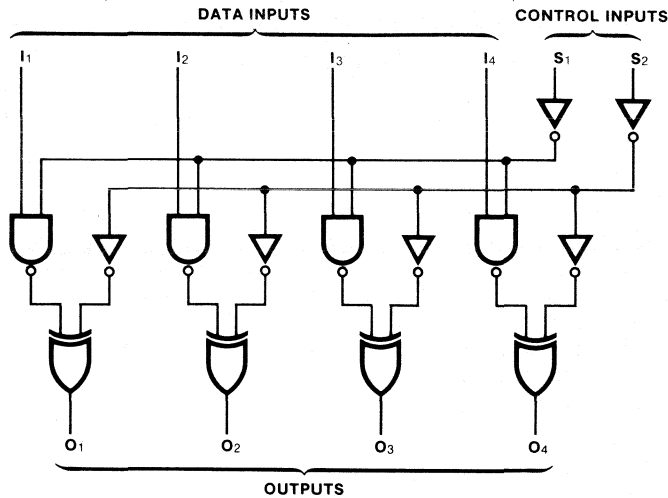 DATA INPUTS
CONTROL INPUTS
I1 I2 I3 I4 S1 S2
O1 O2 O3 O4
OUTPUTS